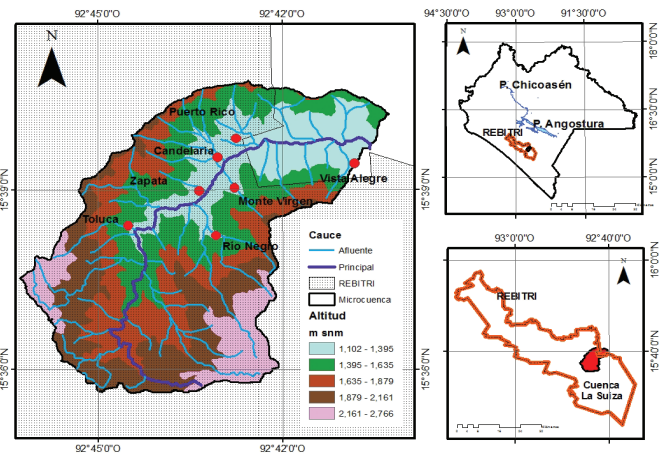 92°45'0"O 92°42'0"O
N
Puerto Rico
Candelaria
Zapata
Vista Alegre
Monte Virgen
Toluca
Rio Negro
15°39'0"N
15°36'0"N
15°39'0"N
15°36'0"N
92°45'0"O 92°42'0"O
Cauce
Afluente
Principal
REBITRI
Microcuenca
Altitud
m snm
1,102 - 1,395
1,395 - 1,635
1,635 - 1,879
1,879 - 2,161
2,161 - 2,766
94°30'0"O 93°0'0"O 91°30'0"O
N
P. Chicoasén
P. Angostura
REBITRI
18°0'0"N
16°30'0"N
15°0'0"N
93°0'0"O 92°40'0"O
N
REBITRI
Cuenca
La Suiza
16°0'0"N
15°40'0"N